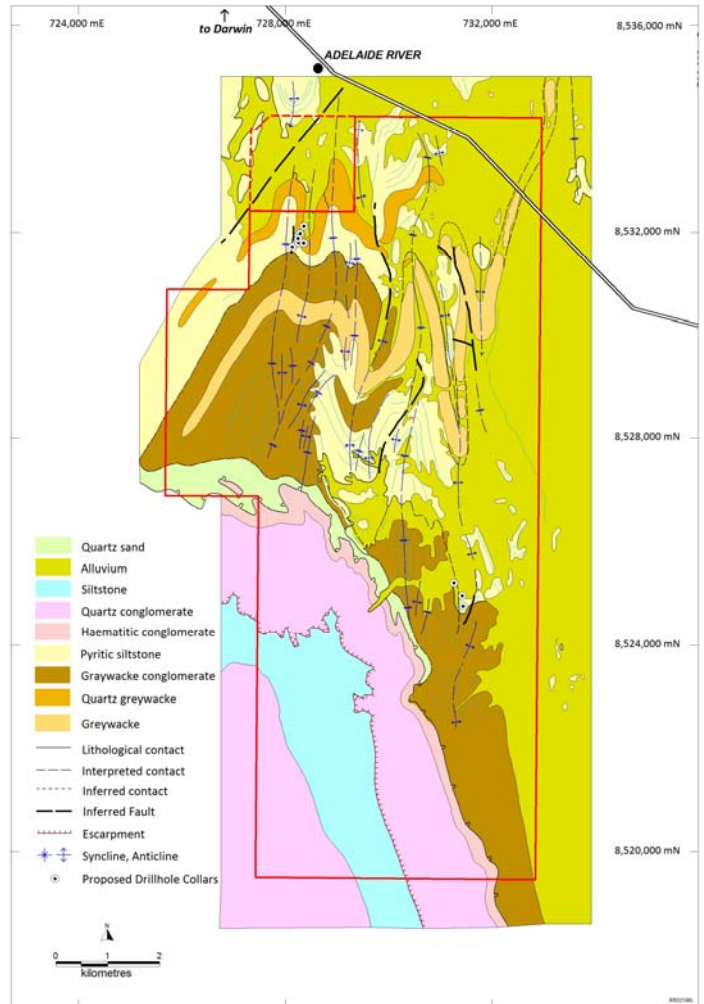 724,000 mE
728,000 mE
732,000 mE
8,536,000 mN
to Darwin
ADELAIDE RIVER
8,532,000 mN
8,528,000 mN
Quartz sand
Alluvium
Siltstone
Quartz conglomerate
Haematitic conglomerate
Pyritic siltstone
Graywacke conglomerate
Quartz greywacke
Greywacke
Lithological contact
Interpreted contact
Inferred contact
Inferred Fault
Escarpment
Syncline, Anticline
Proposed Drillhole Collars
8,524,000 mN
8,520,000 mN
N
0 1 2
kilometres